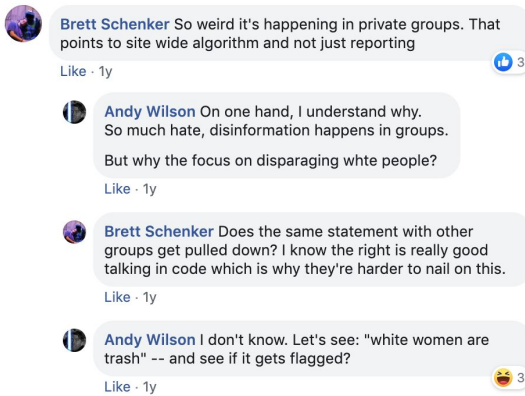 Brett Schenker So weird it's happening in private groups. That
points to site wide algorithm and not just reporting
Like · 1y
3
Andy Wilson On one hand, I understand why.
So much hate, disinformation happens in groups.
But why the focus on disparaging whte people?
Like · 1y
Brett Schenker Does the same statement with other
groups get pulled down? I know the right is really good
talking in code which is why they're harder to nail on this.
Like · 1y
Andy Wilson I don't know. Let's see: "white women are
trash" -- and see if it gets flagged?
3
Like · 1y